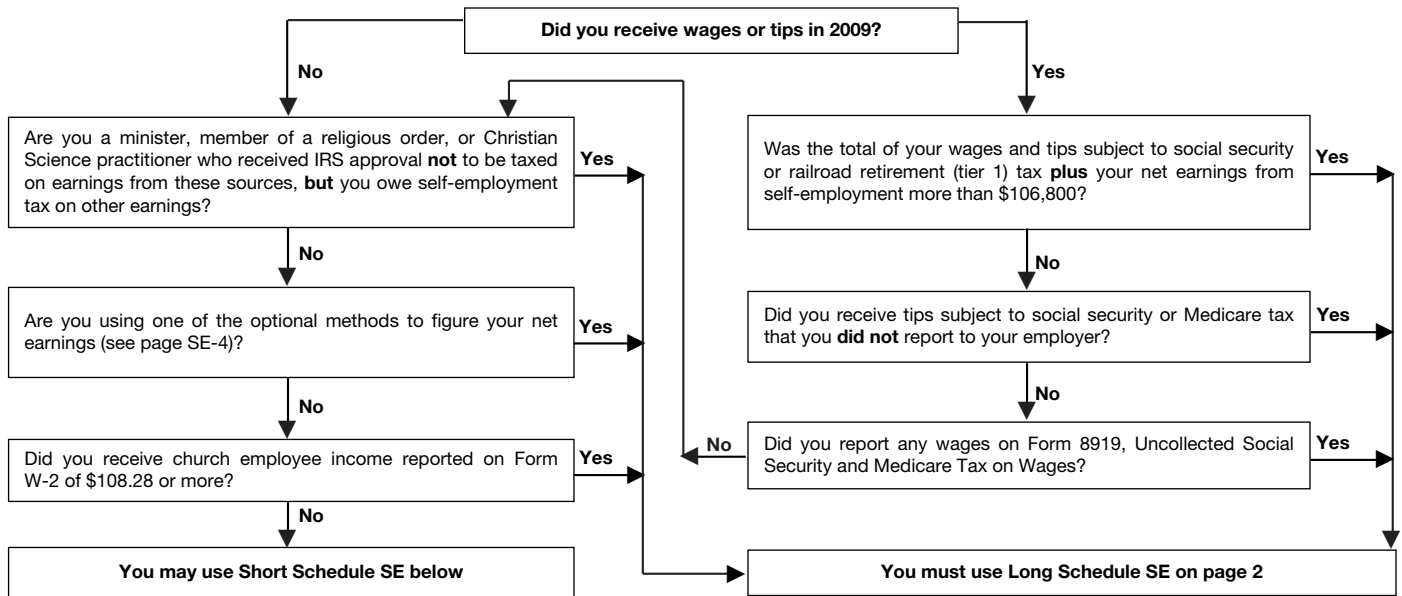 Did you receive wages or tips in 2009?
No
Yes
Are you a minister, member of a religious order, or Christian
Science practitioner who received IRS approval not to be taxed
on earnings from these sources, but you owe self-employment
tax on other earnings?
Yes
Was the total of your wages and tips subject to social security
or railroad retirement (tier 1) tax plus your net earnings from
self-employment more than $106,800?
Yes
No
No
Are you using one of the optional methods to figure your net
earnings (see page SE-4)?
Yes
Did you receive tips subject to social security or Medicare tax
that you did not report to your employer?
Yes
No
No
Did you receive church employee income reported on Form
W-2 of $108.28 or more?
Yes
No
Did you report any wages on Form 8919, Uncollected Social
Security and Medicare Tax on Wages?
Yes
No
You may use Short Schedule SE below
You must use Long Schedule SE on page 2